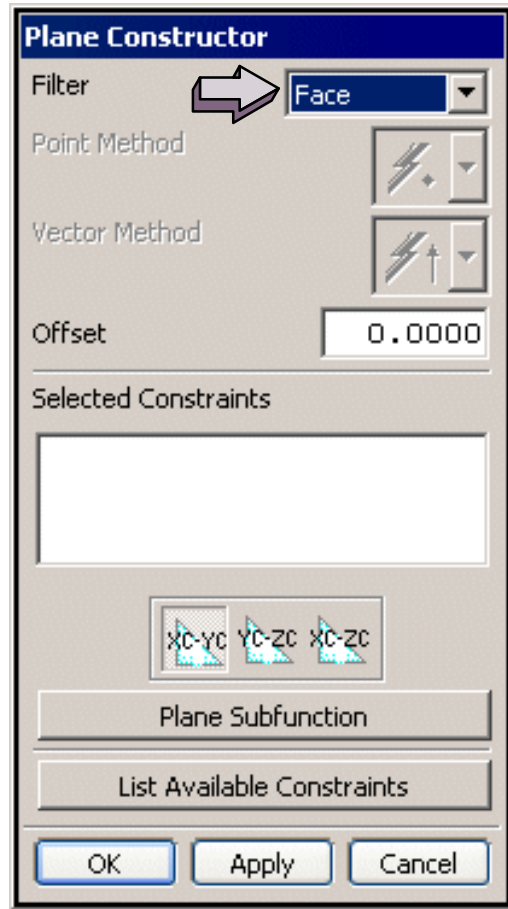 Plane Constructor
Filter
Face
Point Method
Vector Method
Offset
0.0000
Selected Constraints
XC-YC YC-ZC XC-ZC
Plane Subfunction
List Available Constraints
OK Apply Cancel